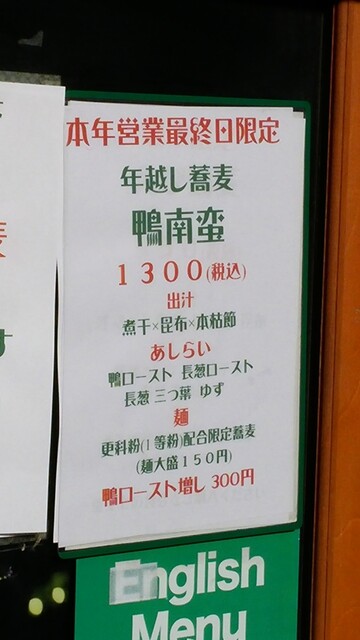 本年営業最終日限定
年越し蕎麦
鴨南蛮
1300(税込)
出汁
煮干×昆布×本枯節
あしらい
鴨ロースト 長葱ロースト
長葱 三つ葉 ゆず
麺
更科粉(1等粉)配合限定蕎麦
(麺大盛150円)
鴨ロースト増し 300円
English
Menu